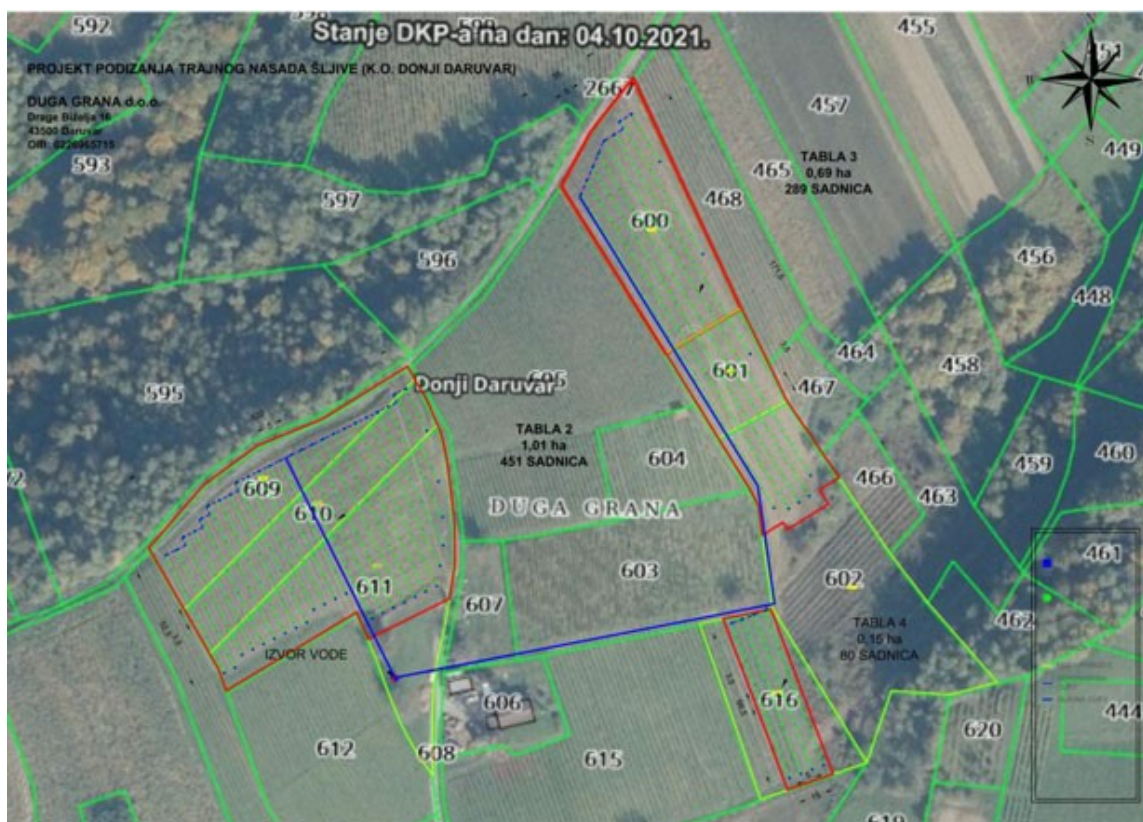 592
Stanje DKP-a na dan: 04.10.2021.
455
451
PROJEKT PODIZANJA TRAJNOG NASADA ŠLJIVE (K.O. DONJI DARUVAR)
DUGA GRANA d.o.o.
43500 Daruvar
2667
457
449
593
TABLA 3
0,69 ha
289 SADNICA
465
468
597
600
596
456
448
464
458
601
467
595
Donji Daruvar
605
TABLA 2
1,01 ha
451 SADNICA
604
466
463
459
460
609
610
DUGA GRANA
611
603
602
461
607
462
TABLA 4
0,15 ha
80 SADNICA
IZVOR VODE
606
616
444
612
608
615
620
619